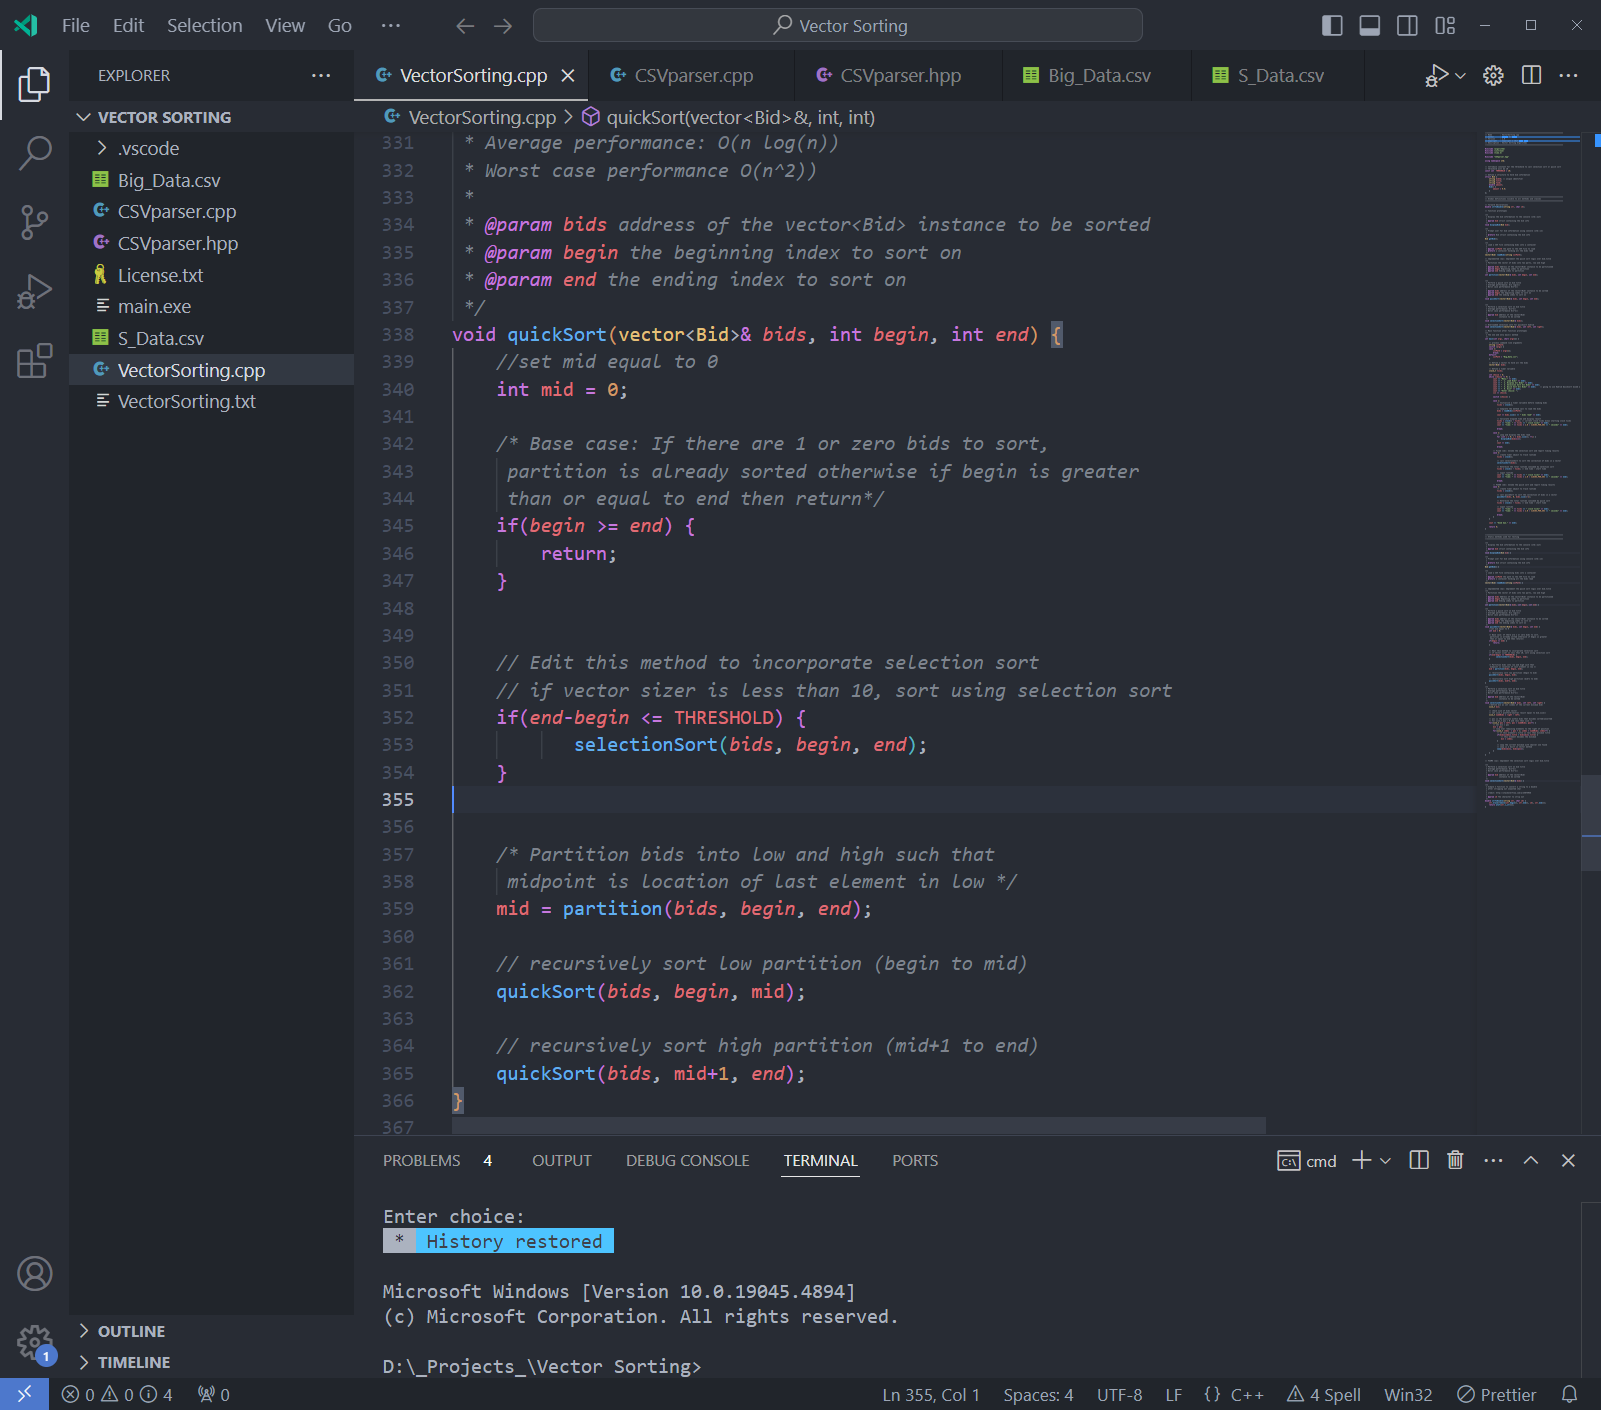 File Edit Selection View Go ··· Vector Sorting
EXPLORER ···
VectorSorting.cpp CSVparser.cpp CSVparser.hpp Big_Data.csv S_Data.csv ···
VECTOR SORTING
.vscode
Big_Data.csv
CSVparser.cpp
CSVparser.hpp
License.txt
main.exe
S_Data.csv
VectorSorting.cpp
VectorSorting.txt
OUTLINE
TIMELINE
1
VectorSorting.cpp > quickSort(vector<Bid>&, int, int)
331 * Average performance: O(n log(n))
332 * Worst case performance O(n^2))
333 *
334 * @param bids address of the vector<Bid> instance to be sorted
335 * @param begin the beginning index to sort on
336 * @param end the ending index to sort on
337 */
338 void quickSort(vector<Bid>& bids, int begin, int end) {
339 //set mid equal to 0
340 int mid = 0;
341
342 /* Base case: If there are 1 or zero bids to sort,
343 partition is already sorted otherwise if begin is greater
344 than or equal to end then return*/
345 if(begin >= end) {
346 return;
347 }
348
349
350 // Edit this method to incorporate selection sort
351 // if vector sizer is less than 10, sort using selection sort
352 if(end-begin <= THRESHOLD) {
353 selectionSort(bids, begin, end);
354 }
355
356
357 /* Partition bids into low and high such that
358 midpoint is location of last element in low */
359 mid = partition(bids, begin, end);
360
361 // recursively sort low partition (begin to mid)
362 quickSort(bids, begin, mid);
363
364 // recursively sort high partition (mid+1 to end)
365 quickSort(bids, mid+1, end);
366 }
367
PROBLEMS 4 OUTPUT DEBUG CONSOLE TERMINAL PORTS cmd ···
Enter choice:
* History restored
Microsoft Windows [Version 10.0.19045.4894]
(c) Microsoft Corporation. All rights reserved.
D:\_Projects_\Vector Sorting>
0 0 4 0 Ln 355, Col 1 Spaces: 4 UTF-8 LF {} C++ 4 Spell Win32 Prettier